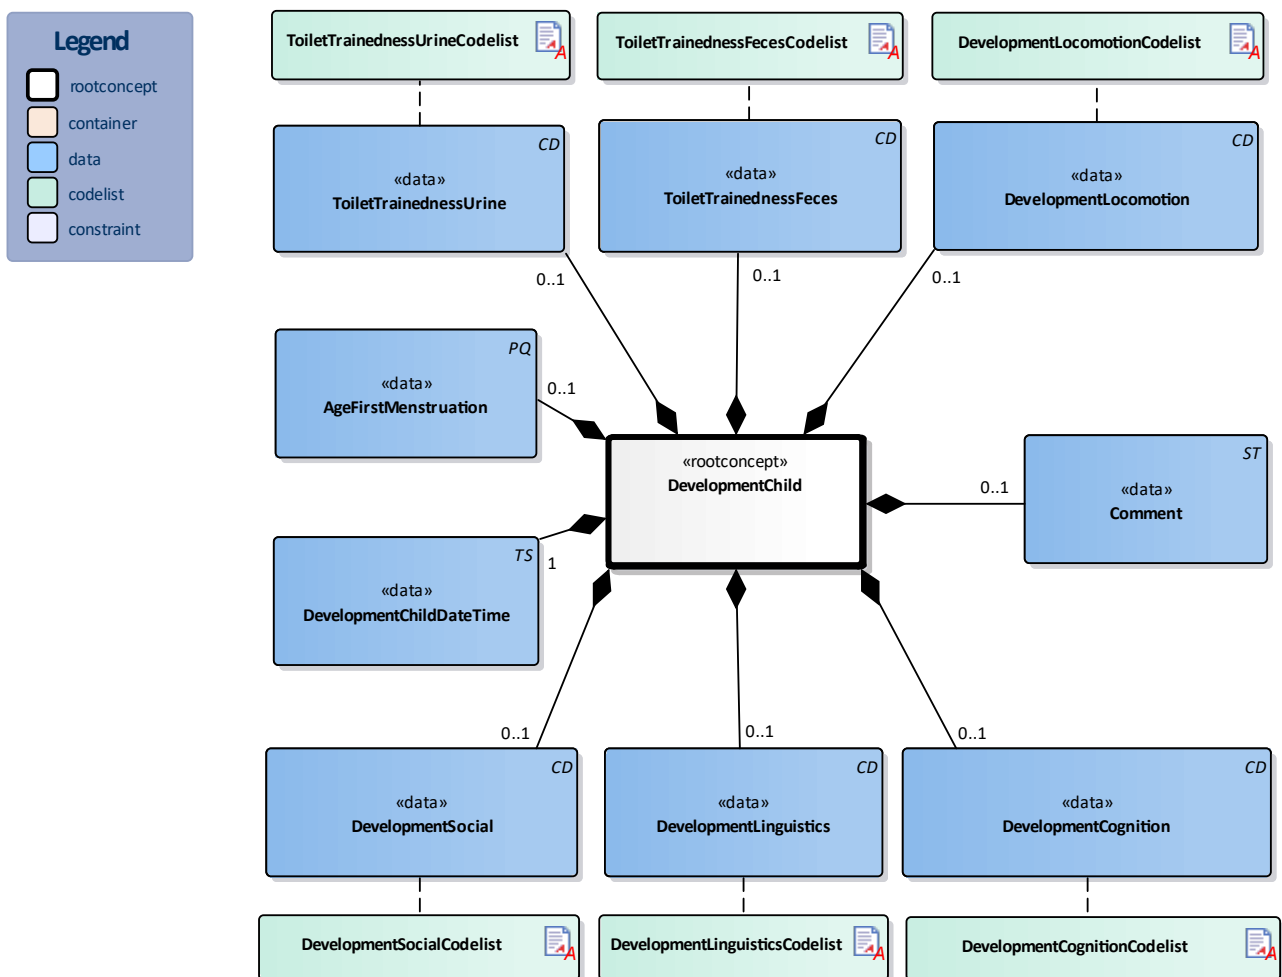 Legend
rootconcept
container
data
codelist
constraint
ToiletTrainednessUrineCodelist
ToiletTrainednessFecesCodelist
DevelopmentLocomotionCodelist
CD
«data»
ToiletTrainednessUrine
CD
«data»
ToiletTrainednessFeces
CD
«data»
DevelopmentLocomotion
0..1
0..1
0..1
PQ
«data»
AgeFirstMenstruation
0..1
«rootconcept»
DevelopmentChild
ST
«data»
Comment
0..1
TS
«data»
DevelopmentChildDateTime
1
0..1
0..1
0..1
CD
«data»
DevelopmentSocial
CD
«data»
DevelopmentLinguistics
CD
«data»
DevelopmentCognition
DevelopmentSocialCodelist
DevelopmentLinguisticsCodelist
DevelopmentCognitionCodelist